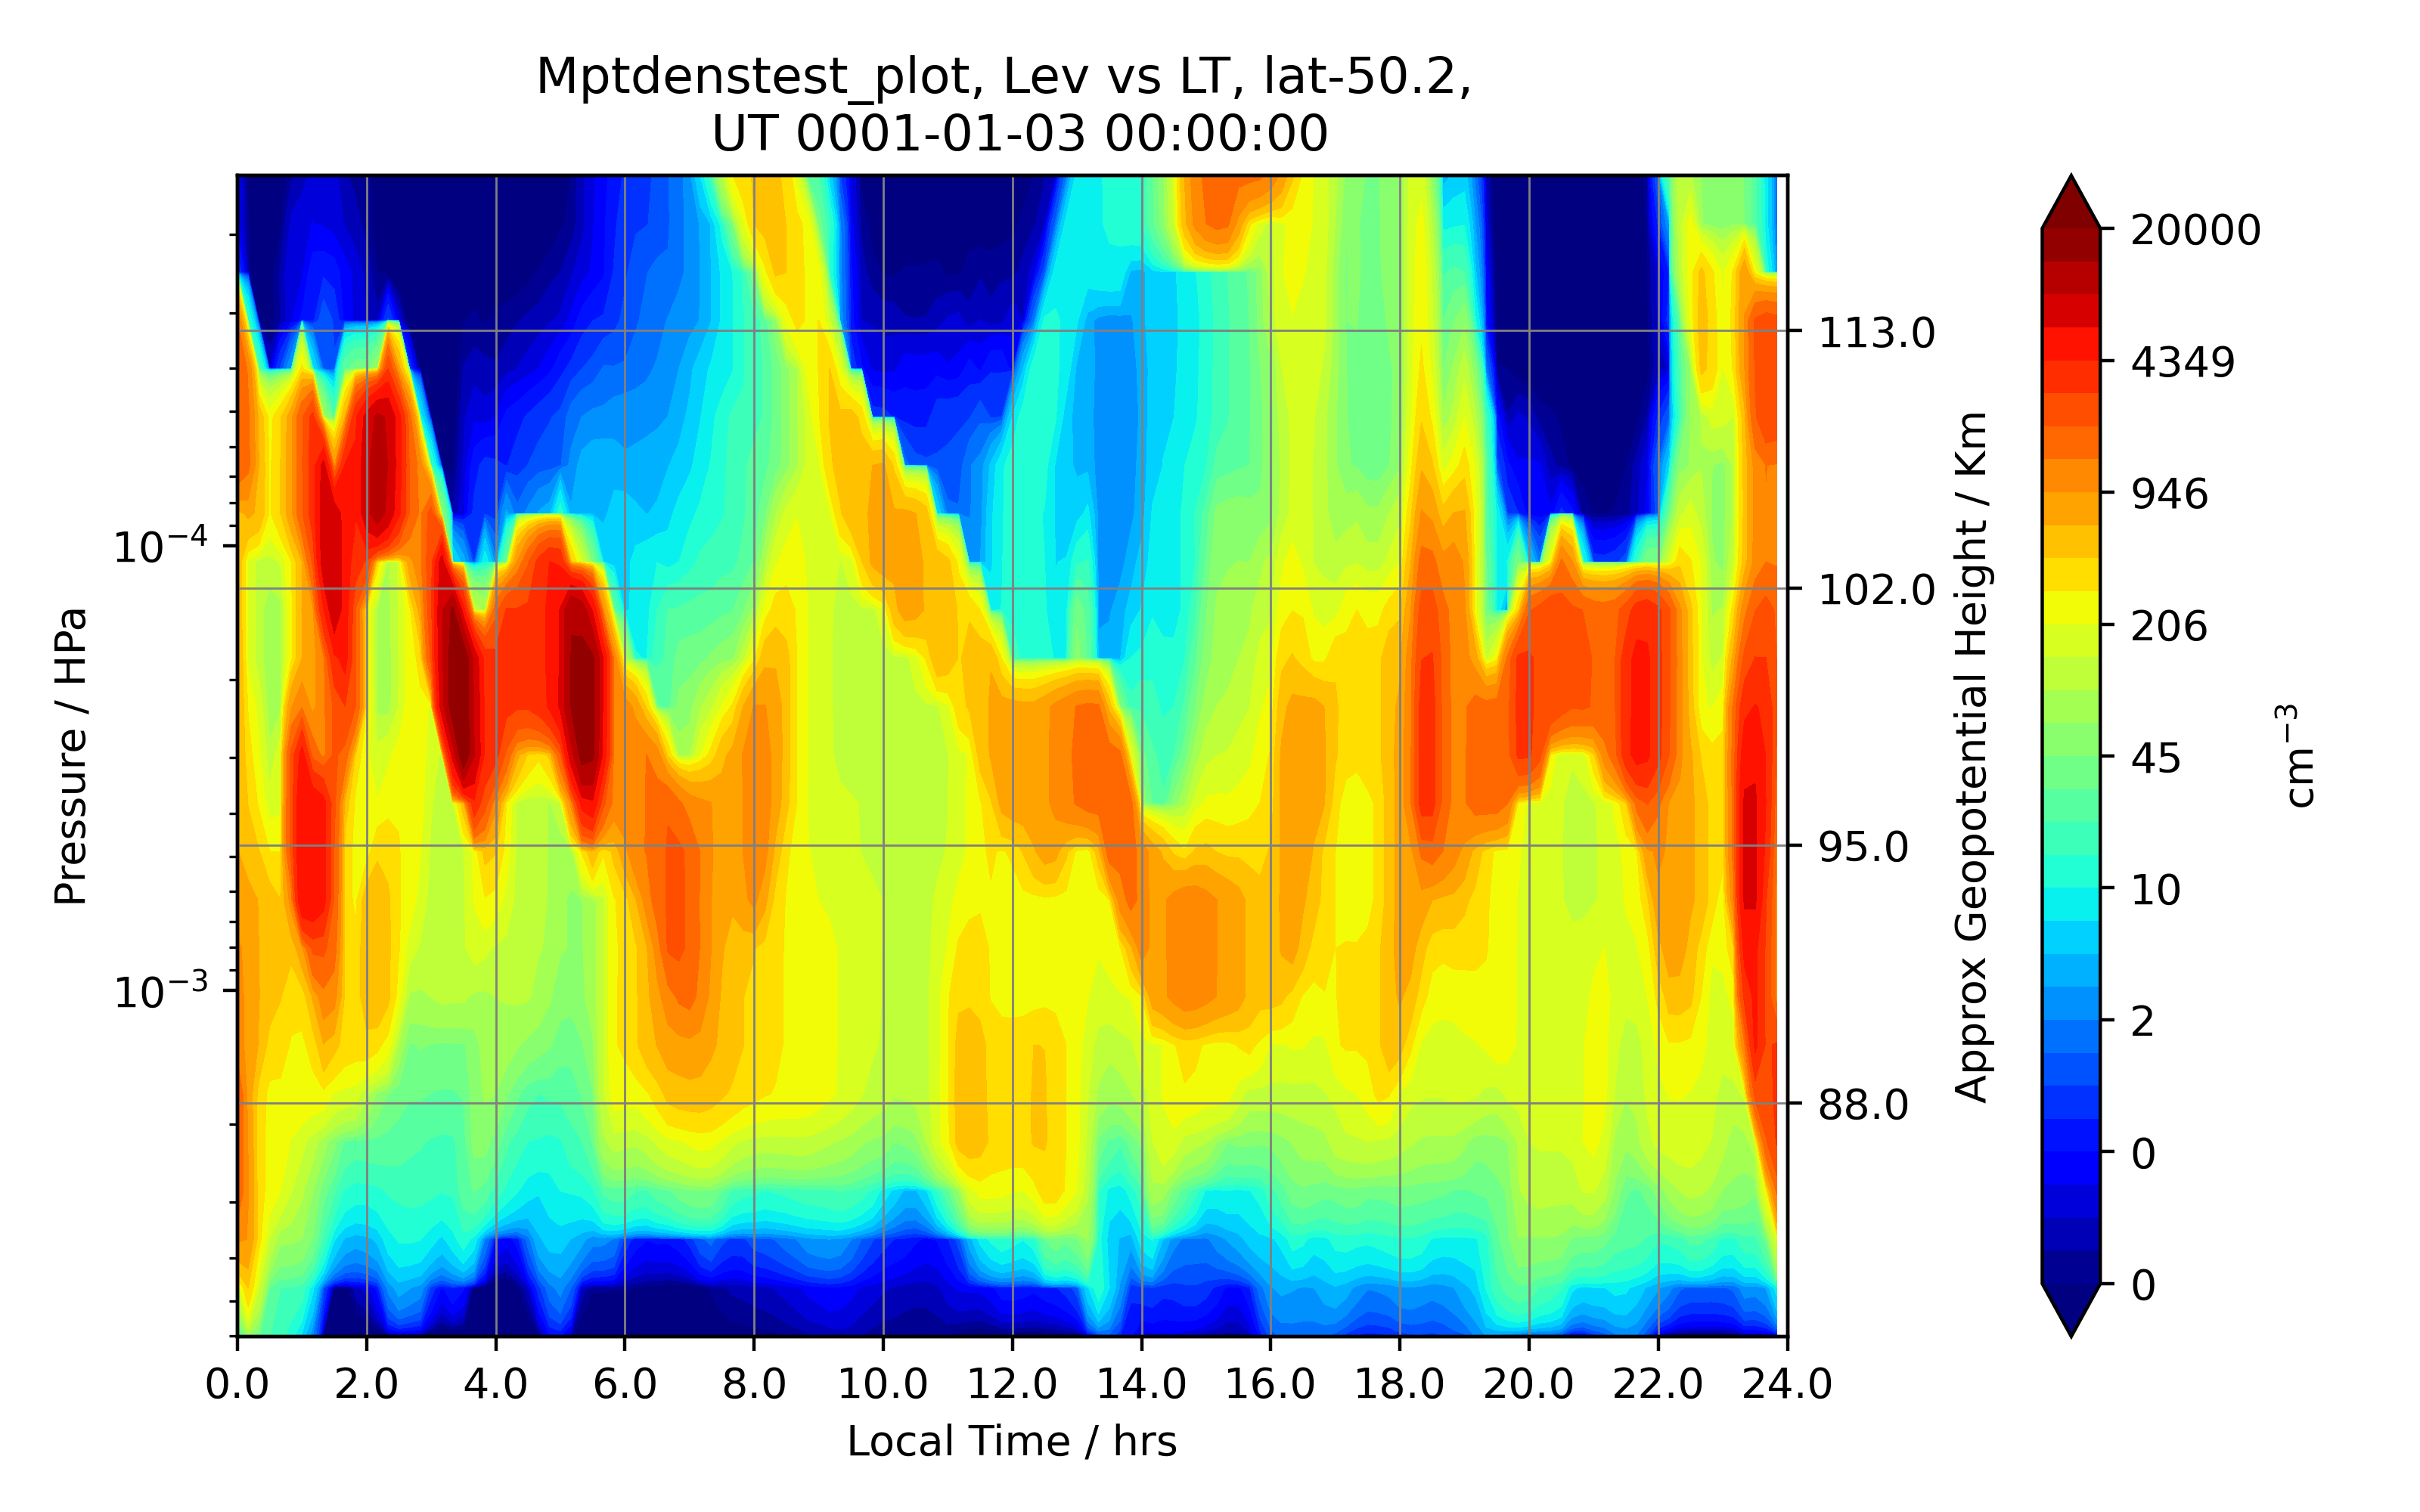 Mptdenstest_plot, Lev vs LT, lat-50.2,
UT 0001-01-03 00:00:00
Pressure / HPa
10⁻⁴
10⁻³
113.0
102.0
95.0
88.0
Approx Geopotential Height / Km
20000
4349
946
206
45
10
2
0
0
cm⁻³
0.0 2.0 4.0 6.0 8.0 10.0 12.0 14.0 16.0 18.0 20.0 22.0 24.0
Local Time / hrs